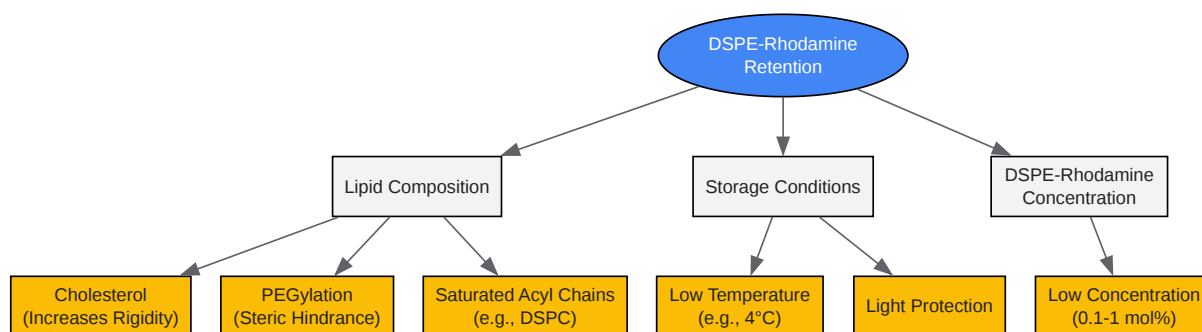 DSPE-Rhodamine
Retention
Lipid Composition
Storage Conditions
DSPE-Rhodamine
Concentration
Cholesterol
(Increases Rigidity)
PEGylation
(Steric Hindrance)
Saturated Acyl Chains
(e.g., DSPC)
Low Temperature
(e.g., 4°C)
Light Protection
Low Concentration
(0.1-1 mol%)